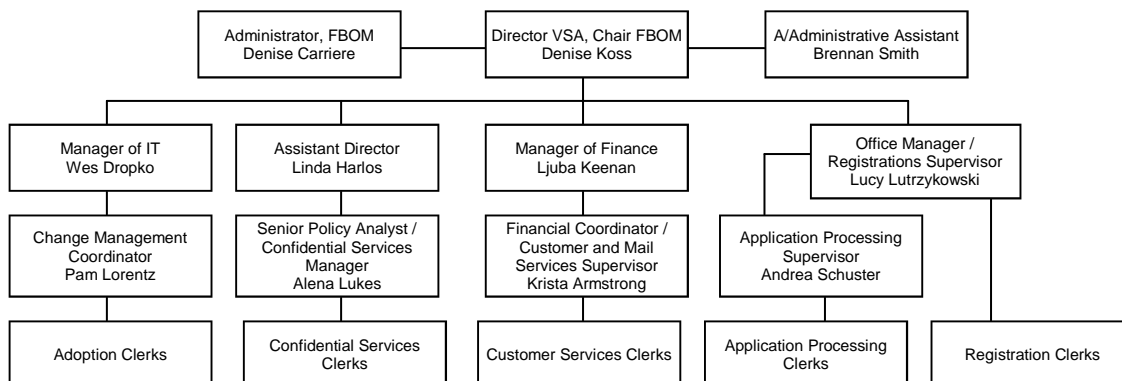 Administrator, FBOM
Denise Carriere
Director VSA, Chair FBOM
Denise Koss
A/Administrative Assistant
Brennan Smith
Manager of IT
Wes Dropko
Assistant Director
Linda Harlos
Manager of Finance
Ljuba Keenan
Office Manager /
Registrations Supervisor
Lucy Lutrzykowski
Change Management
Coordinator
Pam Lorentz
Senior Policy Analyst /
Confidential Services
Manager
Alena Lukes
Financial Coordinator /
Customer and Mail
Services Supervisor
Krista Armstrong
Application Processing
Supervisor
Andrea Schuster
Adoption Clerks
Confidential Services
Clerks
Customer Services Clerks
Application Processing
Clerks
Registration Clerks